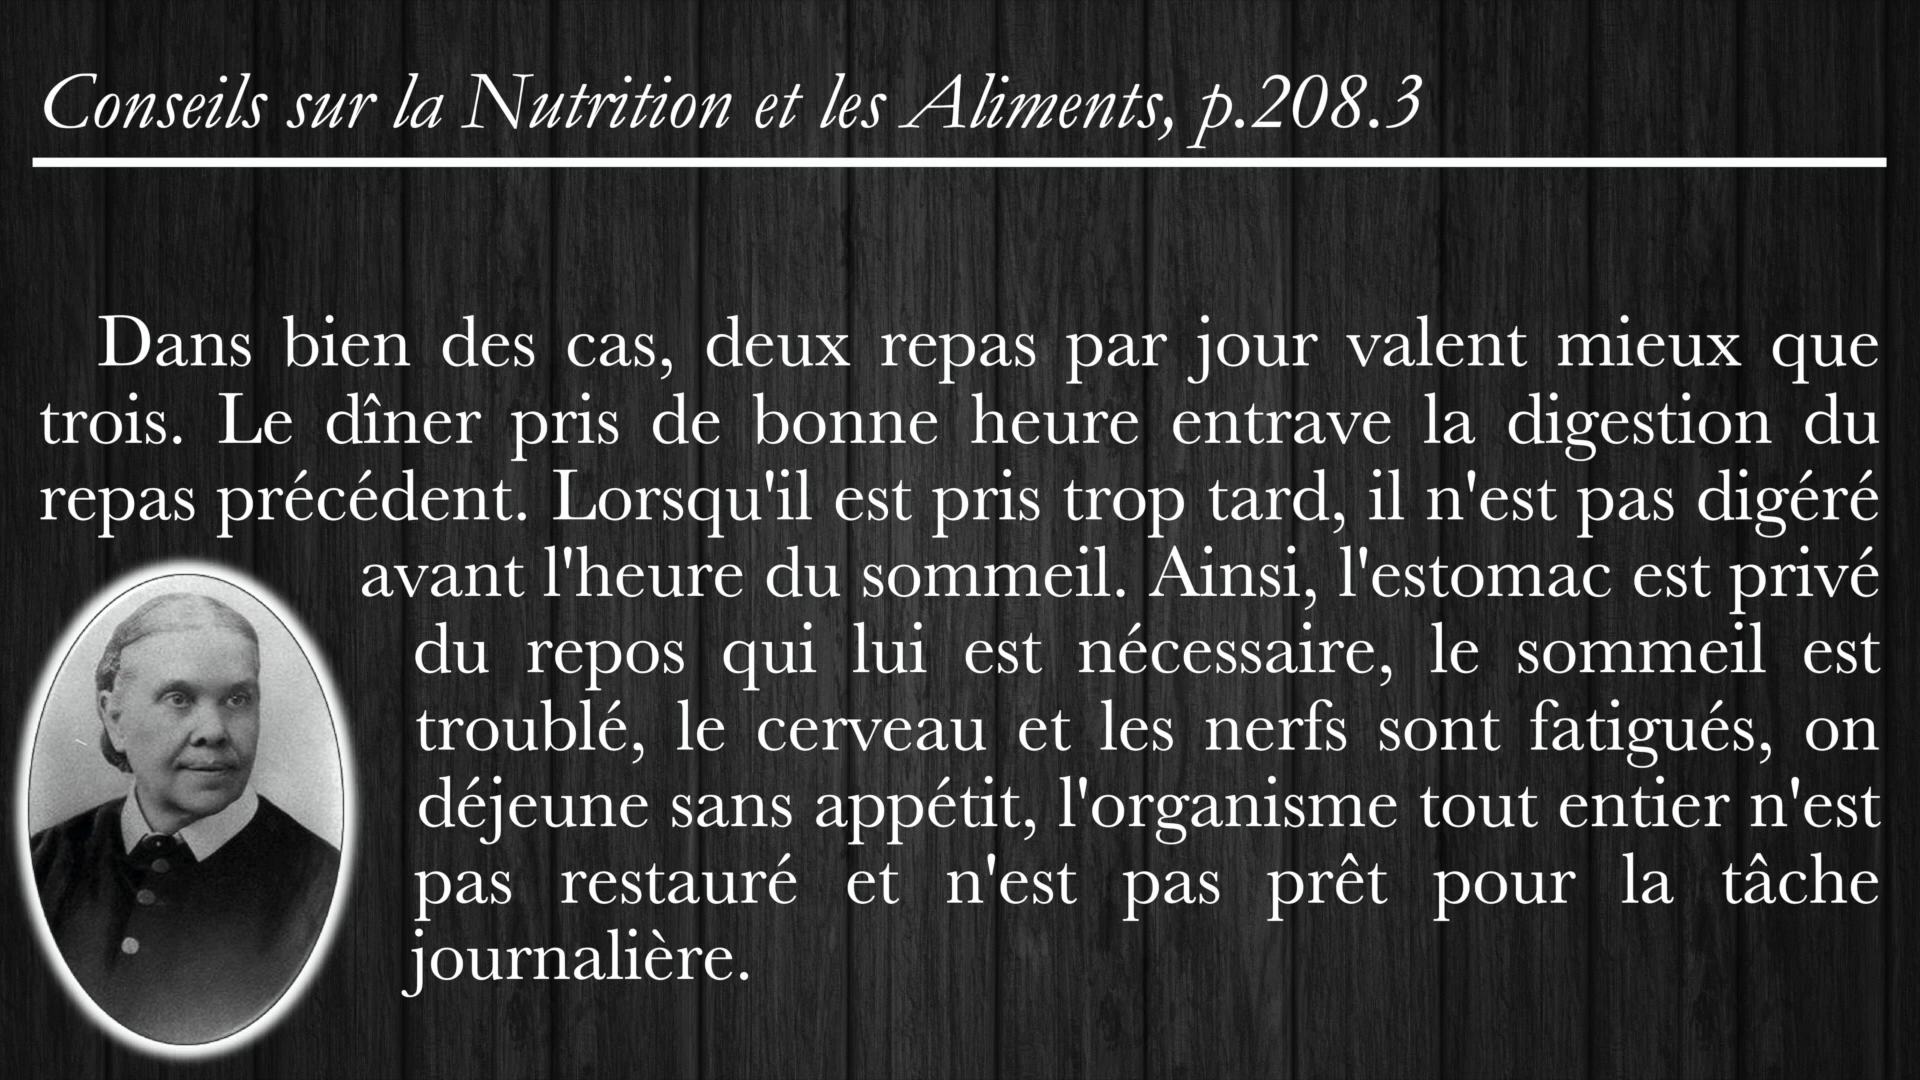 Conseils sur la Nutrition et les Aliments, p.208.3
Dans bien des cas, deux repas par jour valent mieux que
trois. Le dîner pris de bonne heure entrave la digestion du
repas précédent. Lorsqu'il est pris trop tard, il n'est pas digéré
avant l'heure du sommeil. Ainsi, l'estomac est privé
du repos qui lui est nécessaire, le sommeil est
troublé, le cerveau et les nerfs sont fatigués, on
déjeune sans appétit, l'organisme tout entier n'est
pas restauré et n'est pas prêt pour la tâche
journalière.